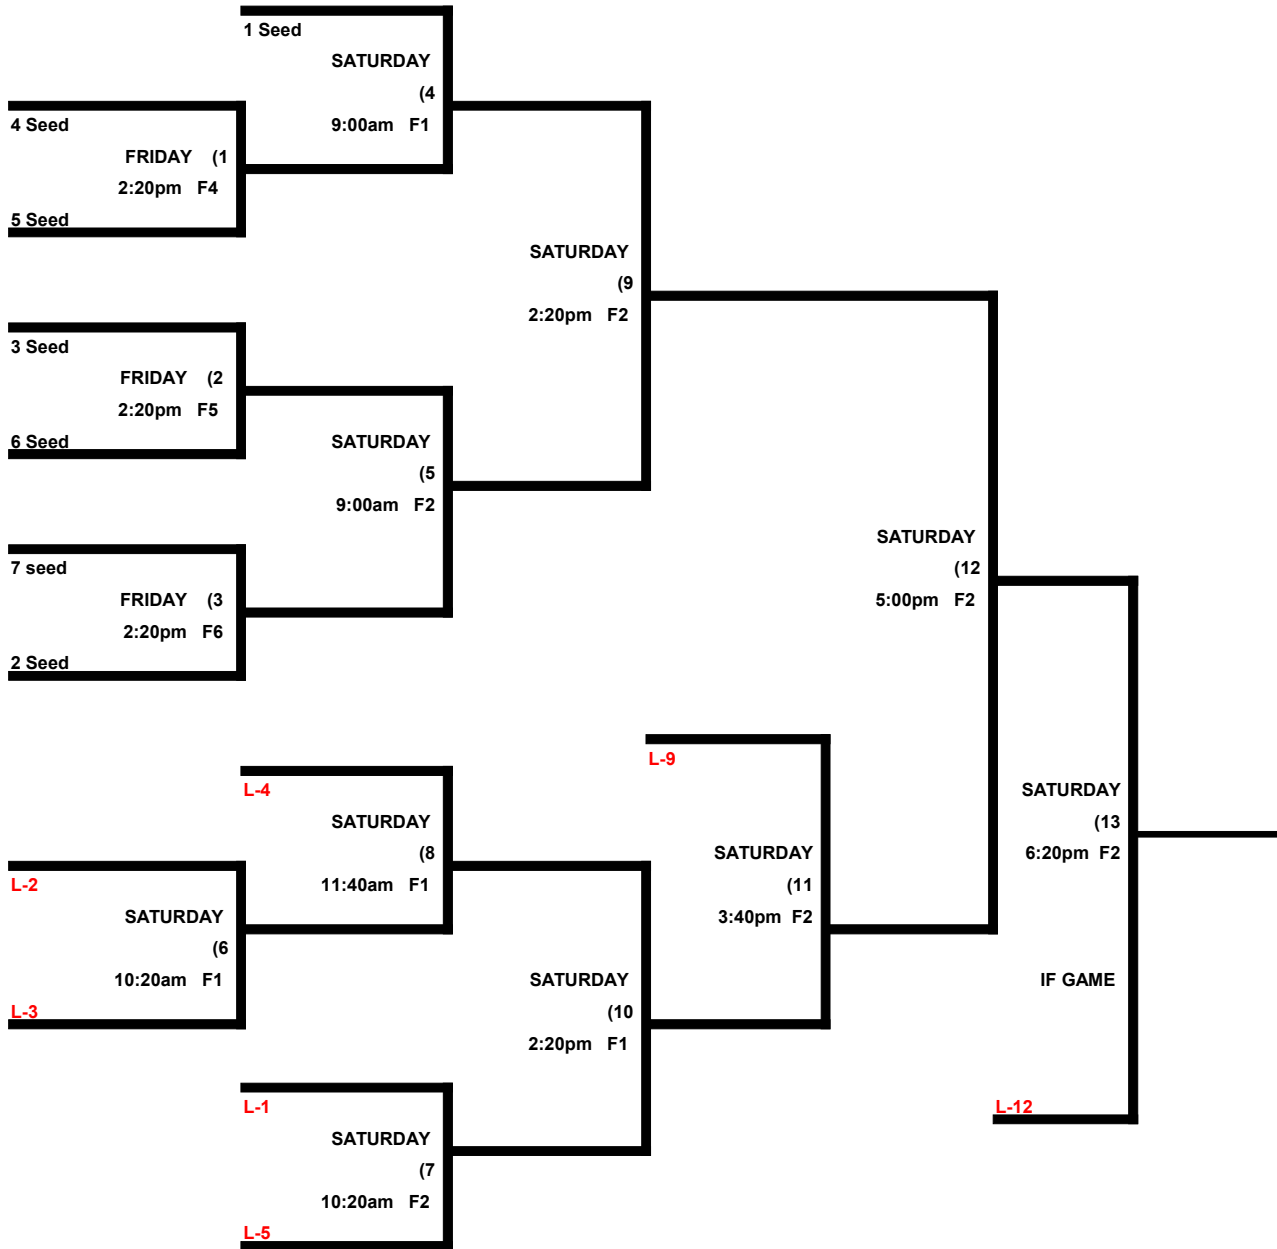 1 Seed
SATURDAY
(4
9:00am F1
4 Seed
FRIDAY (1
2:20pm F4
5 Seed
SATURDAY
(9
2:20pm F2
3 Seed
FRIDAY (2
2:20pm F5
6 Seed
SATURDAY
(5
9:00am F2
7 seed
FRIDAY (3
2:20pm F6
2 Seed
SATURDAY
(12
5:00pm F2
L-9
L-4
SATURDAY
(8
11:40am F1
L-2
SATURDAY
(6
10:20am F1
L-3
SATURDAY
(11
3:40pm F2
SATURDAY
(13
6:20pm F2
IF GAME
SATURDAY
(10
2:20pm F1
L-1
SATURDAY
(7
10:20am F2
L-5
L-12